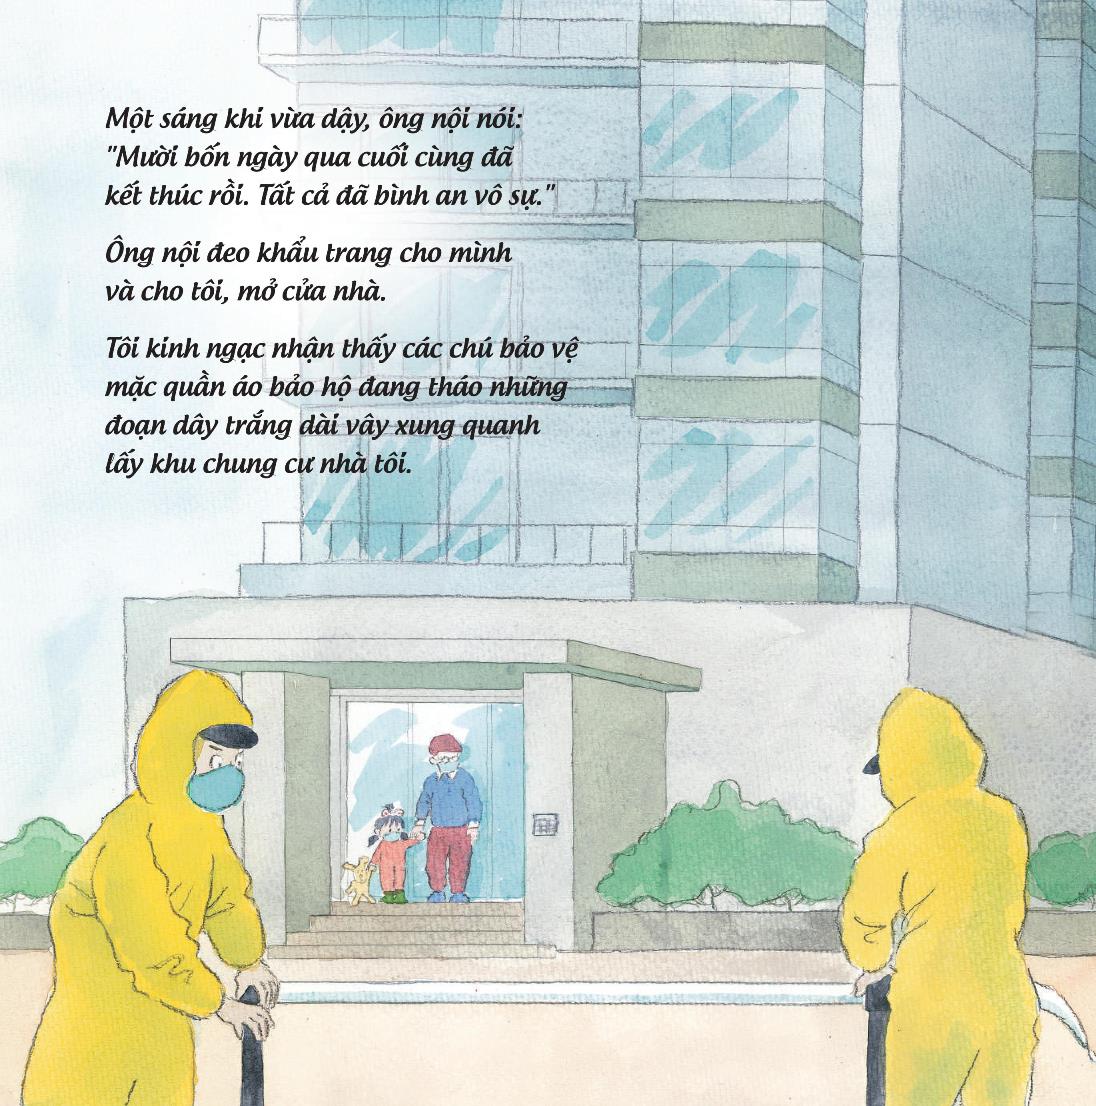 Một sáng khi vừa dậy, ông nội nói:
"Mười bốn ngày qua cuối cùng đã
kết thúc rồi. Tất cả đã bình an vô sự."
Ông nội đeo khẩu trang cho mình
và cho tôi, mở cửa nhà.
Tôi kinh ngạc nhận thấy các chú bảo vệ
mặc quần áo bảo hộ đang tháo những
đoạn dây trắng dài vây xung quanh
lấy khu chung cư nhà tôi.